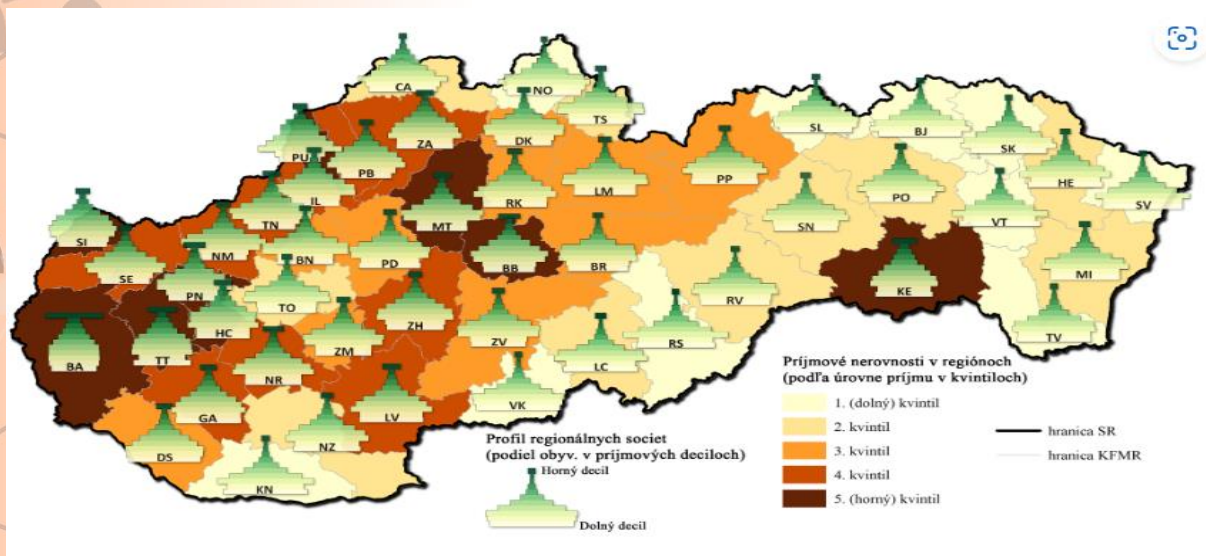 CA
NO
TS
SL
BJ
SK
HE
SV
PU
PB
ZA
DK
IL
RK
LM
PP
SN
PO
VT
MI
SI
SE
TN
NM
BN
PD
MT
BB
BR
KE
TV
PN
TO
HC
ZM
ZH
ZV
LC
RS
RV
BA
TT
NR
GA
LV
VK
DS
NZ
KN
Príjmové nerovnosti v regiónoch
(podľa úrovne príjmu v kvintiloch)
1. (dolný) kvintil
2. kvintil
3. kvintil
4. kvintil
5. (horný) kvintil
hranica SR
hranica KFMR
Profil regionálnych societ
(podiel obyv. v príjmových deciloch)
Horný decil
Dolný decil